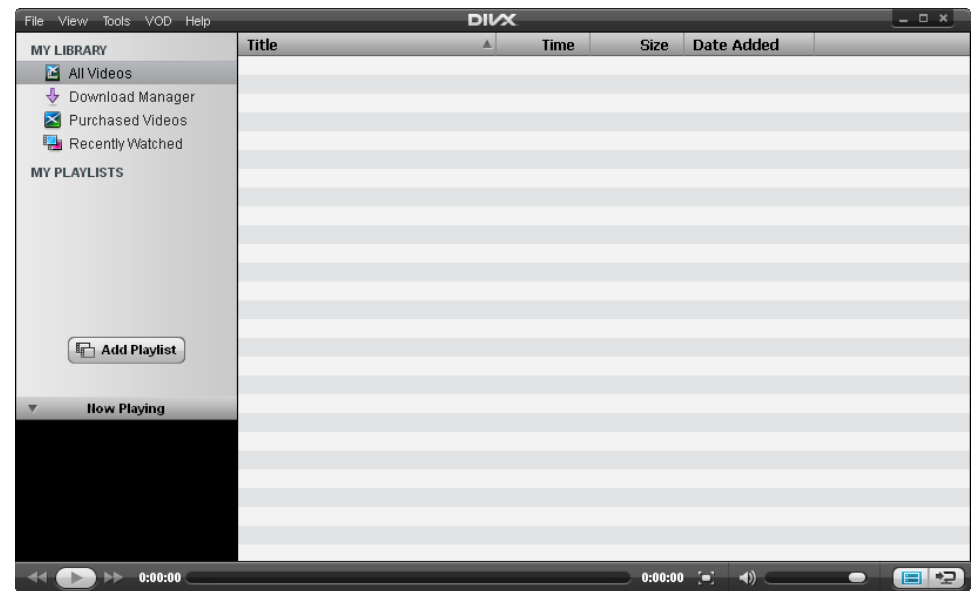 File View Tools VOD Help DIVX
MY LIBRARY
Title Time Size Date Added
All Videos
Download Manager
Purchased Videos
Recently Watched
MY PLAYLISTS
Add Playlist
Now Playing
0:00:00 0:00:00